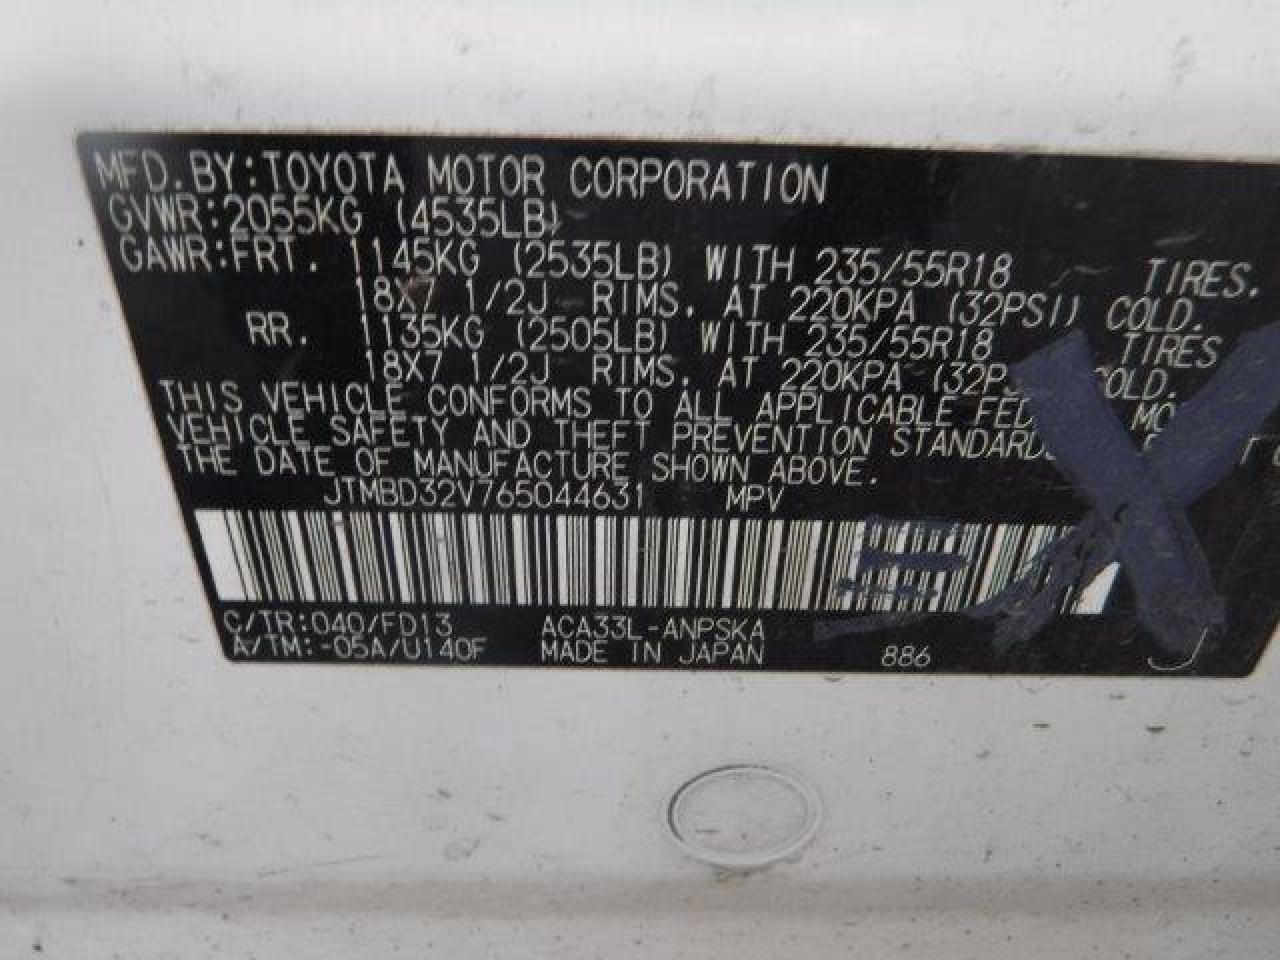 MFD.BY:TOYOTA MOTOR CORPORATION
GVWR:2055KG (4535LB)
GAWR:FRT. 1145KG (2535LB) WITH 235/55R18 TIRES.
18X7 1/2J RIMS. AT 220KPA (32PSI) COLD.
RR. 1135KG (2505LB) WITH 235/55R18 TIRES
18X7 1/2J RIMS. AT 220KPA COLD.
THIS VEHICLE CONFORMS TO ALL APPLICABLE
VEHICLE SAFETY AND THEFT PREVENTION STANDARDS
THE DATE OF MANUFACTURE SHOWN ABOVE.
JTMBD32V765044631 MPV
C/TR:040/FD13 ACA33L-ANPSKA
A/TM:-05A/U140F MADE IN JAPAN 886
J